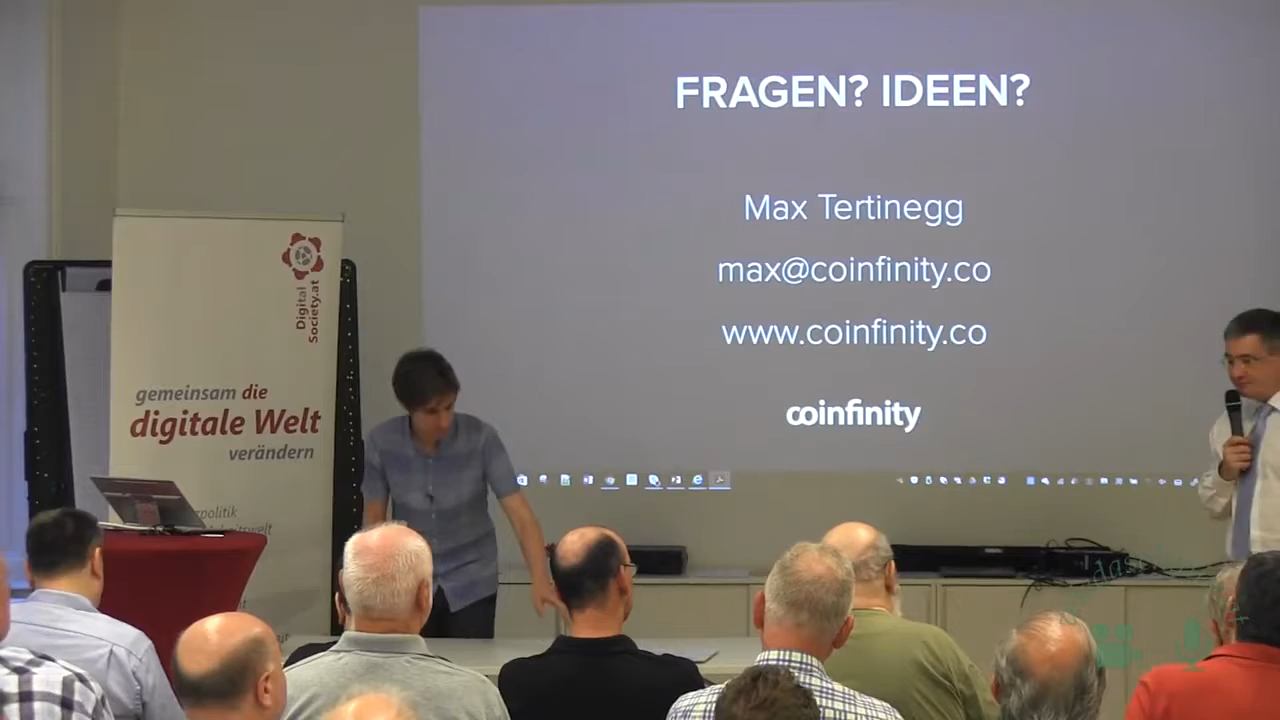 FRAGEN? IDEEN?
Max Tertinegg
max@coinfinity.co
www.coinfinity.co
coinfinity
Digital
Society.at
gemeinsam die
digitale Welt
verändern